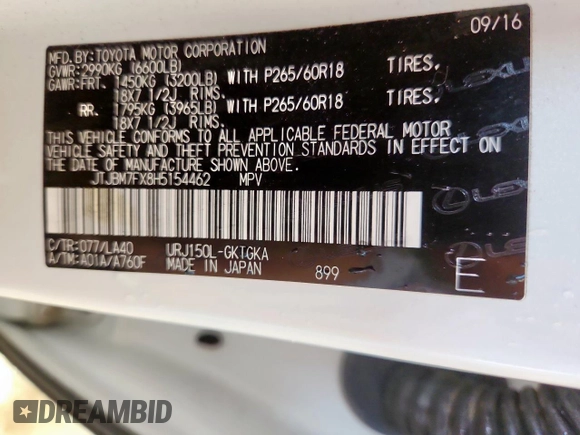 09/16
MFD.BY:TOYOTA MOTOR CORPORATION
GVWR:2990KG (6600LB)
GAWR:FRT. 1450KG (3200LB) WITH P265/60R18 TIRES.
18X7 1/2J RIMS.
RR. 1795KG (3965LB) WITH P265/60R18 TIRES.
18X7 1/2J RIMS.
THIS VEHICLE CONFORMS TO ALL APPLICABLE FEDERAL MOTOR
VEHICLE SAFETY AND THEFT PREVENTION STANDARDS IN EFFECT ON
THE DATE OF MANUFACTURE SHOWN ABOVE.
JTJBM7FX8H5154462 MPV
C/TR:077/LA40 URJ150L-GKTGKA
A/TM:A01A/A760F MADE IN JAPAN 899 E
LEXUS
LEXUS
DREAMBID